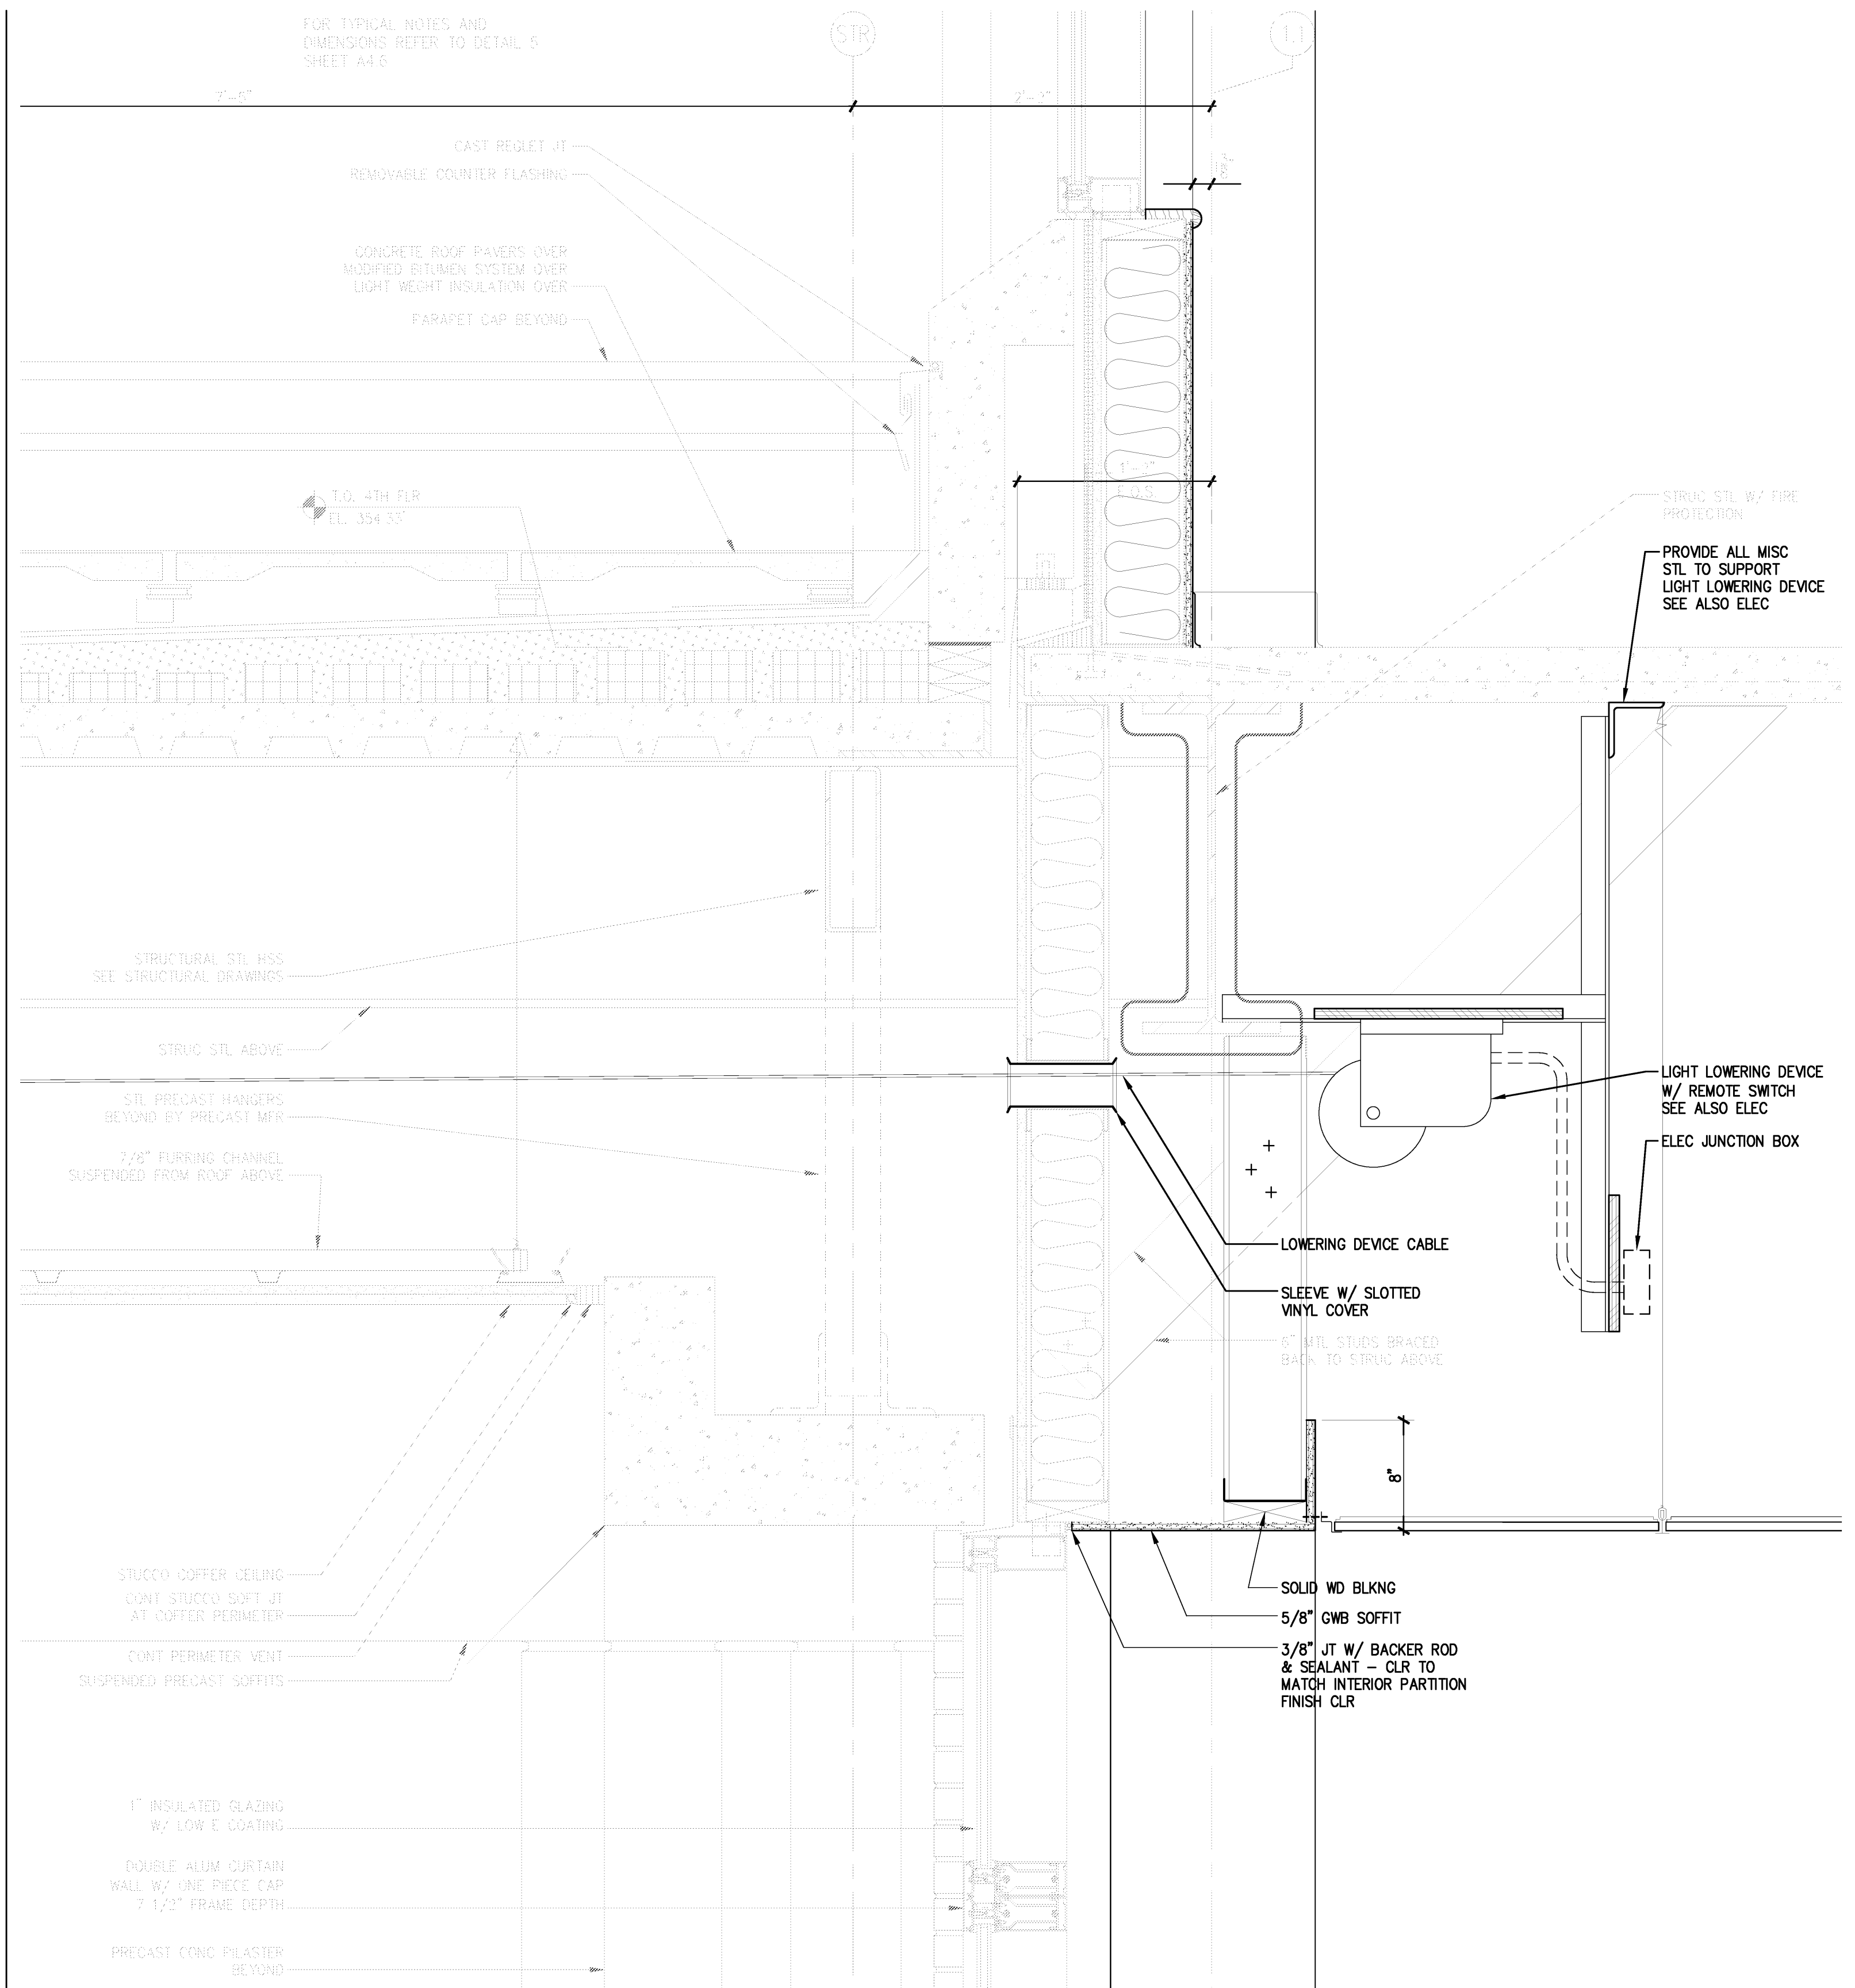 FOR TYPICAL NOTES AND
DIMENSIONS REFER TO DETAIL 5
SHEET A4.6
STR
1.1
7'-5"
2'-3"
CAST REGLET JT
REMOVABLE COUNTER FLASHING
CONCRETE ROOF PAVERS OVER
MODIFIED BITUMEN SYSTEM OVER
LIGHT WEGHT INSULATION OVER
PARAPET CAP BEYOND
1'-2"
E.O.S.
T.O. 4TH FLR
EL. 354.33'
STRUC STL W/ FIRE
PROTECTION
PROVIDE ALL MISC
STL TO SUPPORT
LIGHT LOWERING DEVICE
SEE ALSO ELEC
STRUCTURAL STL HSS
SEE STRUCTURAL DRAWINGS
STRUC STL ABOVE
STL PRECAST HANGERS
BEYOND BY PRECAST MFR
7/8" FURRING CHANNEL
SUSPENDED FROM ROOF ABOVE
LIGHT LOWERING DEVICE
W/ REMOTE SWITCH
SEE ALSO ELEC
ELEC JUNCTION BOX
LOWERING DEVICE CABLE
SLEEVE W/ SLOTTED
VINYL COVER
6" MTL STUDS BRACED
BACK TO STRUC ABOVE
8"
STUCCO COFFER CEILING
CONT STUCCO SOFT JT
AT COFFER PERIMETER
CONT PERIMETER VENT
SUSPENDED PRECAST SOFFITS
SOLID WD BLKNG
5/8" GWB SOFFIT
3/8" JT W/ BACKER ROD
& SEALANT – CLR TO
MATCH INTERIOR PARTITION
FINISH CLR
1" INSULATED GLAZING
W/ LOW E COATING
DOUBLE ALUM CURTAIN
WALL W/ ONE PIECE CAP
7 1/2" FRAME DEPTH
PRECAST CONC PILASTER
BEYOND